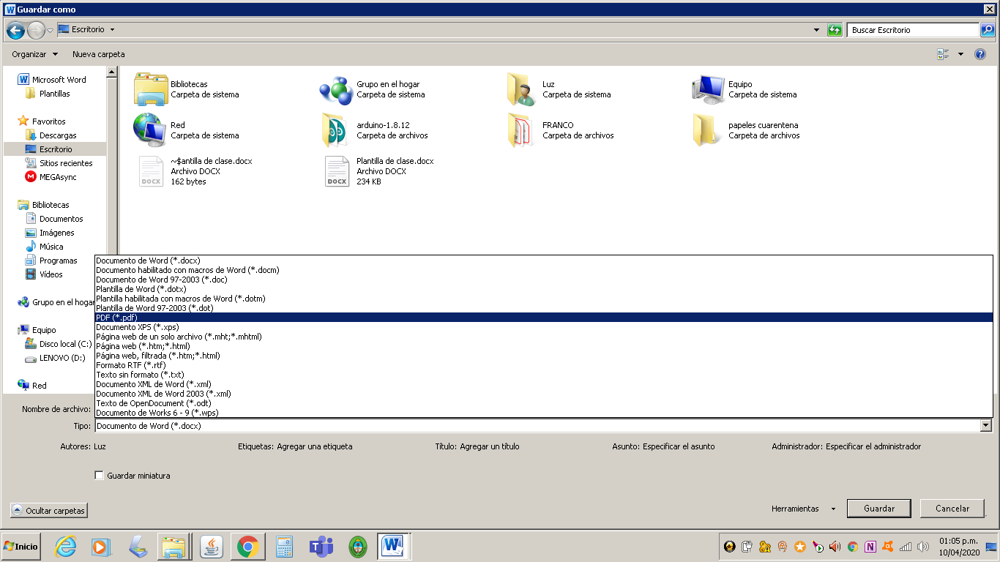 Guardar como
Escritorio
Buscar Escritorio
Organizar
Nueva carpeta
Microsoft Word
Plantillas
Favoritos
Descargas
Escritorio
Sitios recientes
MEGAsync
Bibliotecas
Documentos
Imágenes
Música
Programas
Vídeos
Grupo en el hogar
Equipo
Disco local (C:)
LENOVO (D:)
Red
Bibliotecas
Carpeta de sistema
Grupo en el hogar
Carpeta de sistema
Luz
Carpeta de sistema
Equipo
Carpeta de sistema
Red
Carpeta de sistema
arduino-1.8.12
Carpeta de archivos
FRANCO
Carpeta de archivos
papeles cuarentena
Carpeta de archivos
DOCX
~$antilla de clase.docx
Archivo DOCX
162 bytes
DOCX
Plantilla de clase.docx
Archivo DOCX
234 KB
Documento de Word (*.docx)
Documento habilitado con macros de Word (*.docm)
Documento de Word 97-2003 (*.doc)
Plantilla de Word (*.dotx)
Plantilla habilitada con macros de Word (*.dotm)
Plantilla de Word 97-2003 (*.dot)
PDF (*.pdf)
Documento XPS (*.xps)
Página web de un solo archivo (*.mht;*.mhtml)
Página web (*.htm;*.html)
Página web, filtrada (*.htm;*.html)
Formato RTF (*.rtf)
Texto sin formato (*.txt)
Documento XML de Word (*.xml)
Documento XML de Word 2003 (*.xml)
Texto de OpenDocument (*.odt)
Documento de Works 6 - 9 (*.wps)
Nombre de archivo:
Tipo: Documento de Word (*.docx)
Autores: Luz
Etiquetas: Agregar una etiqueta
Título: Agregar un título
Asunto: Especificar el asunto
Administrador: Especificar el administrador
Guardar miniatura
Ocultar carpetas
Herramientas
Guardar
Cancelar
Inicio
01:05 p.m.
10/04/2020